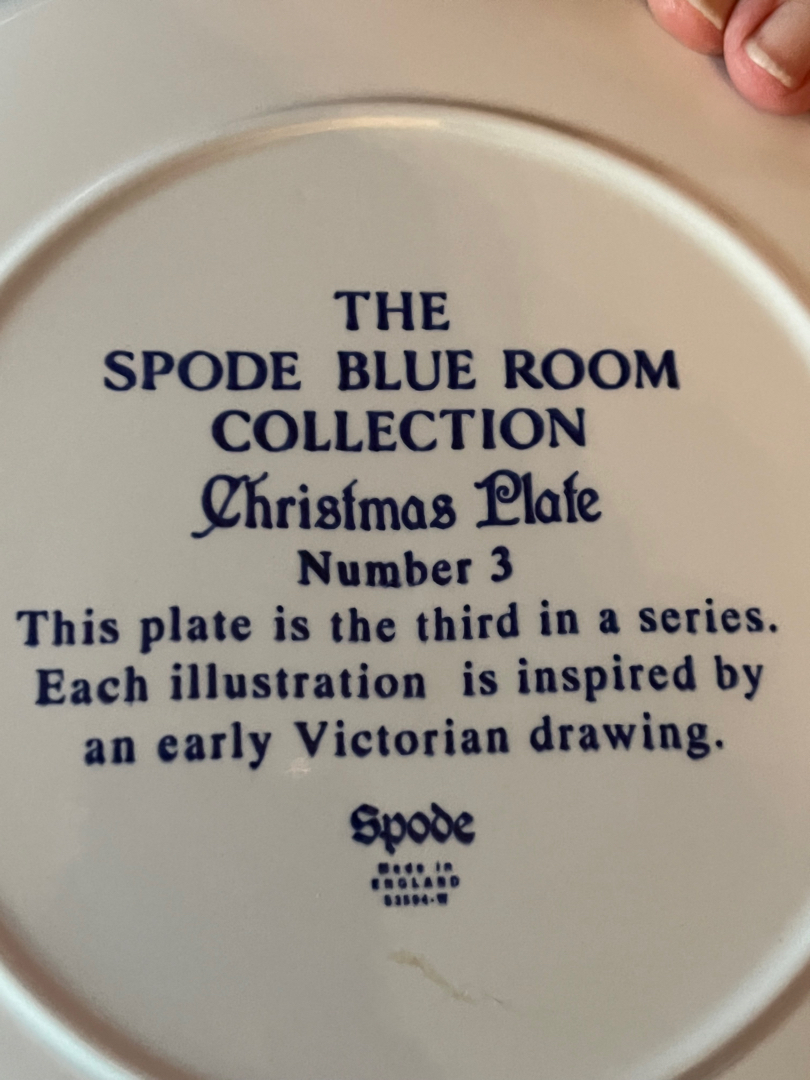 THE
SPODE BLUE ROOM
COLLECTION
Christmas Plate
Number 3
This plate is the third in a series.
Each illustration is inspired by
an early Victorian drawing.
Spode
Made in
ENGLAND
S3594-W